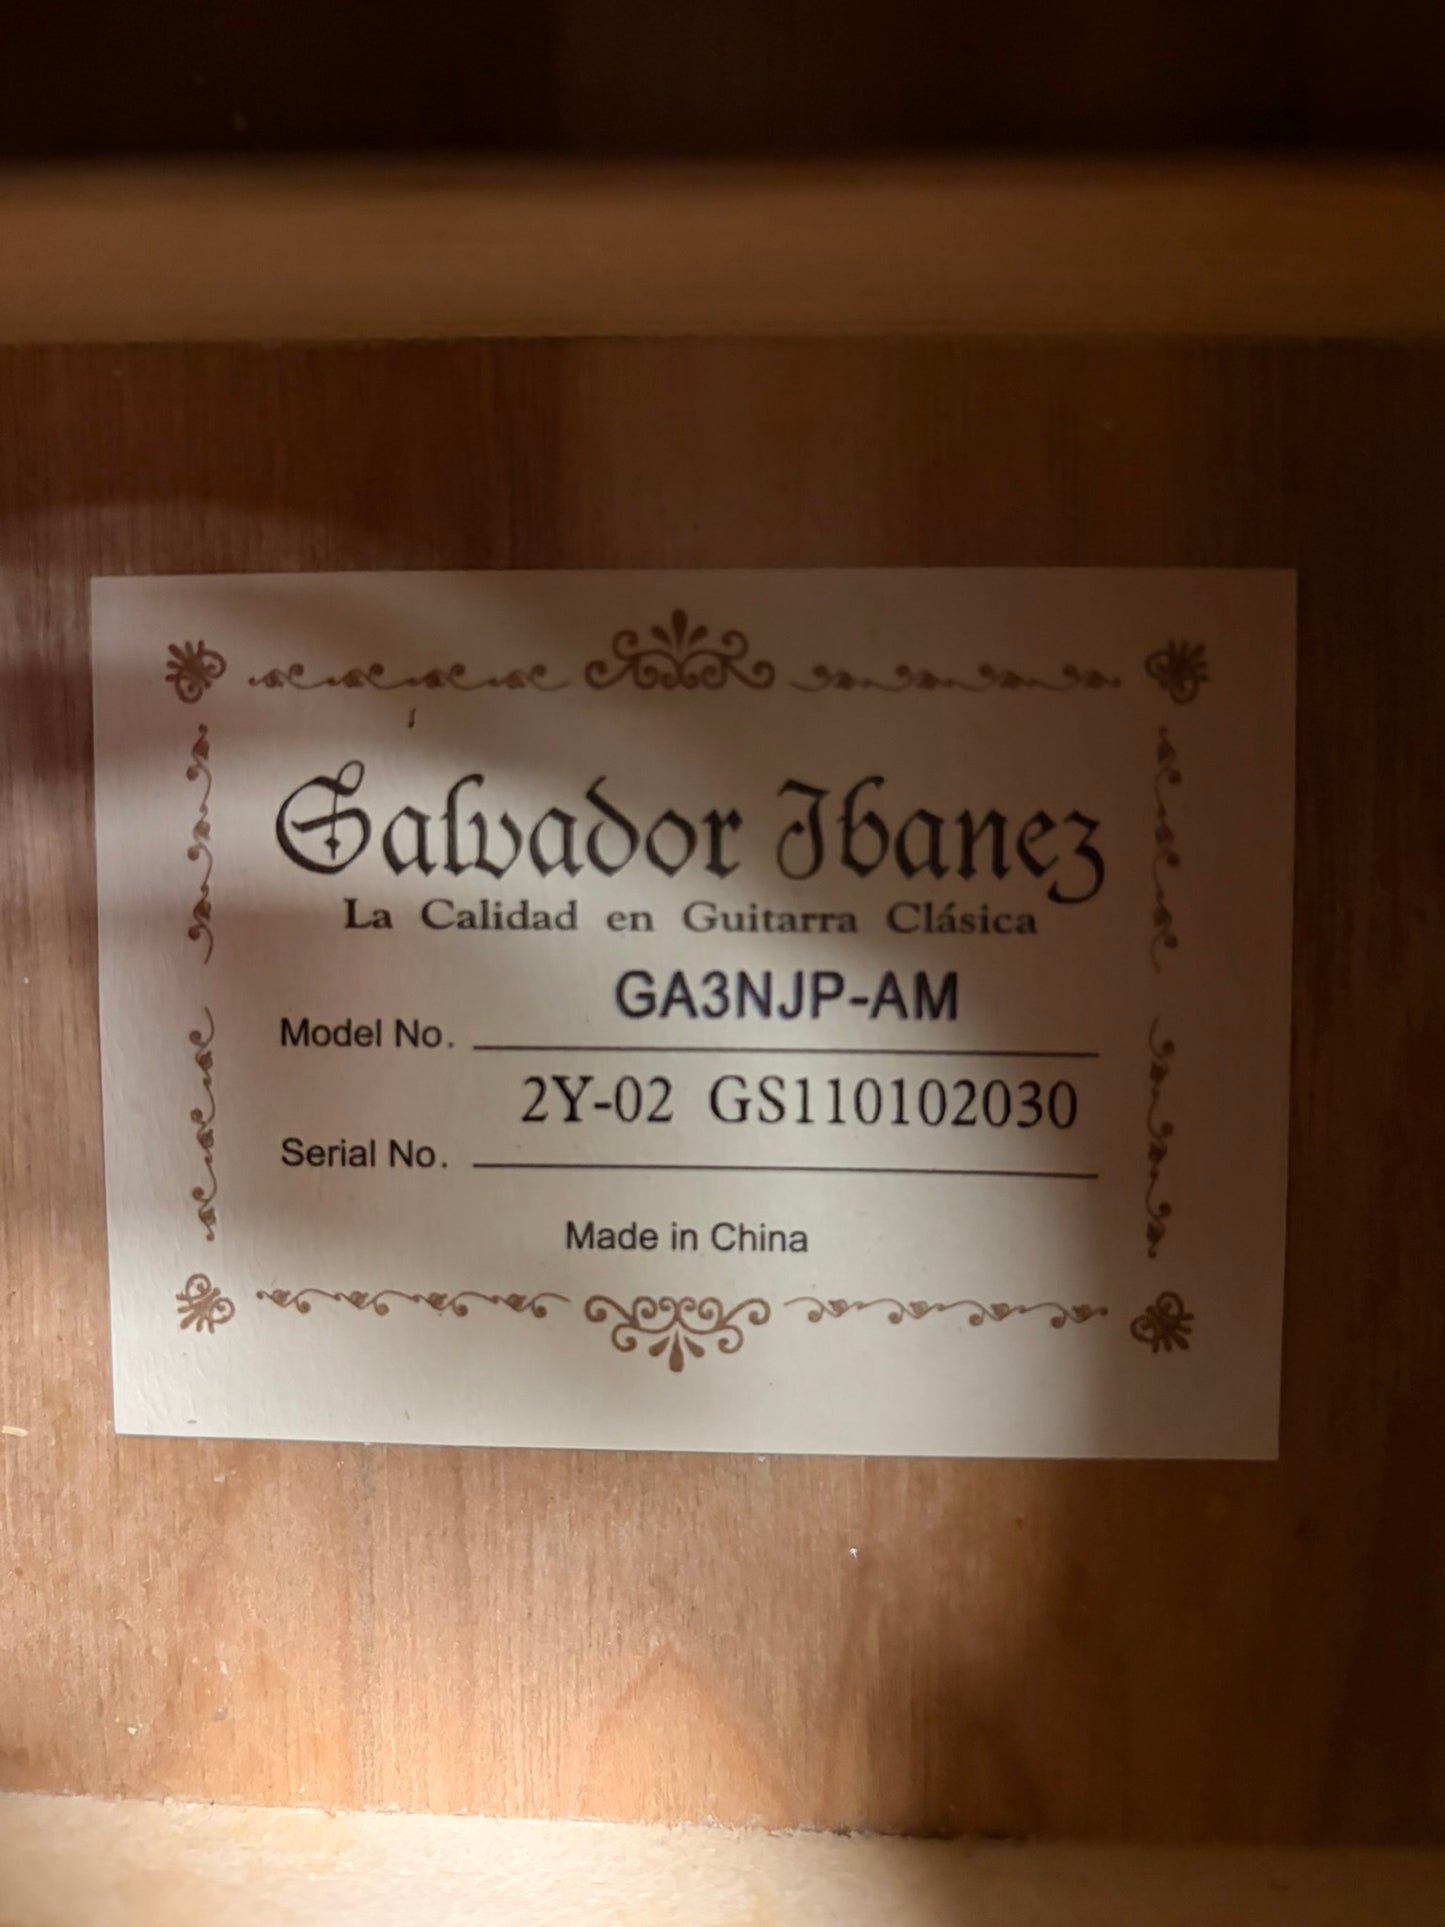 Salvador Ibanez
La Calidad en Guitarra Clásica
Model No. GA3NJP-AM
Serial No. 2Y-02 GS110102030
Made in China